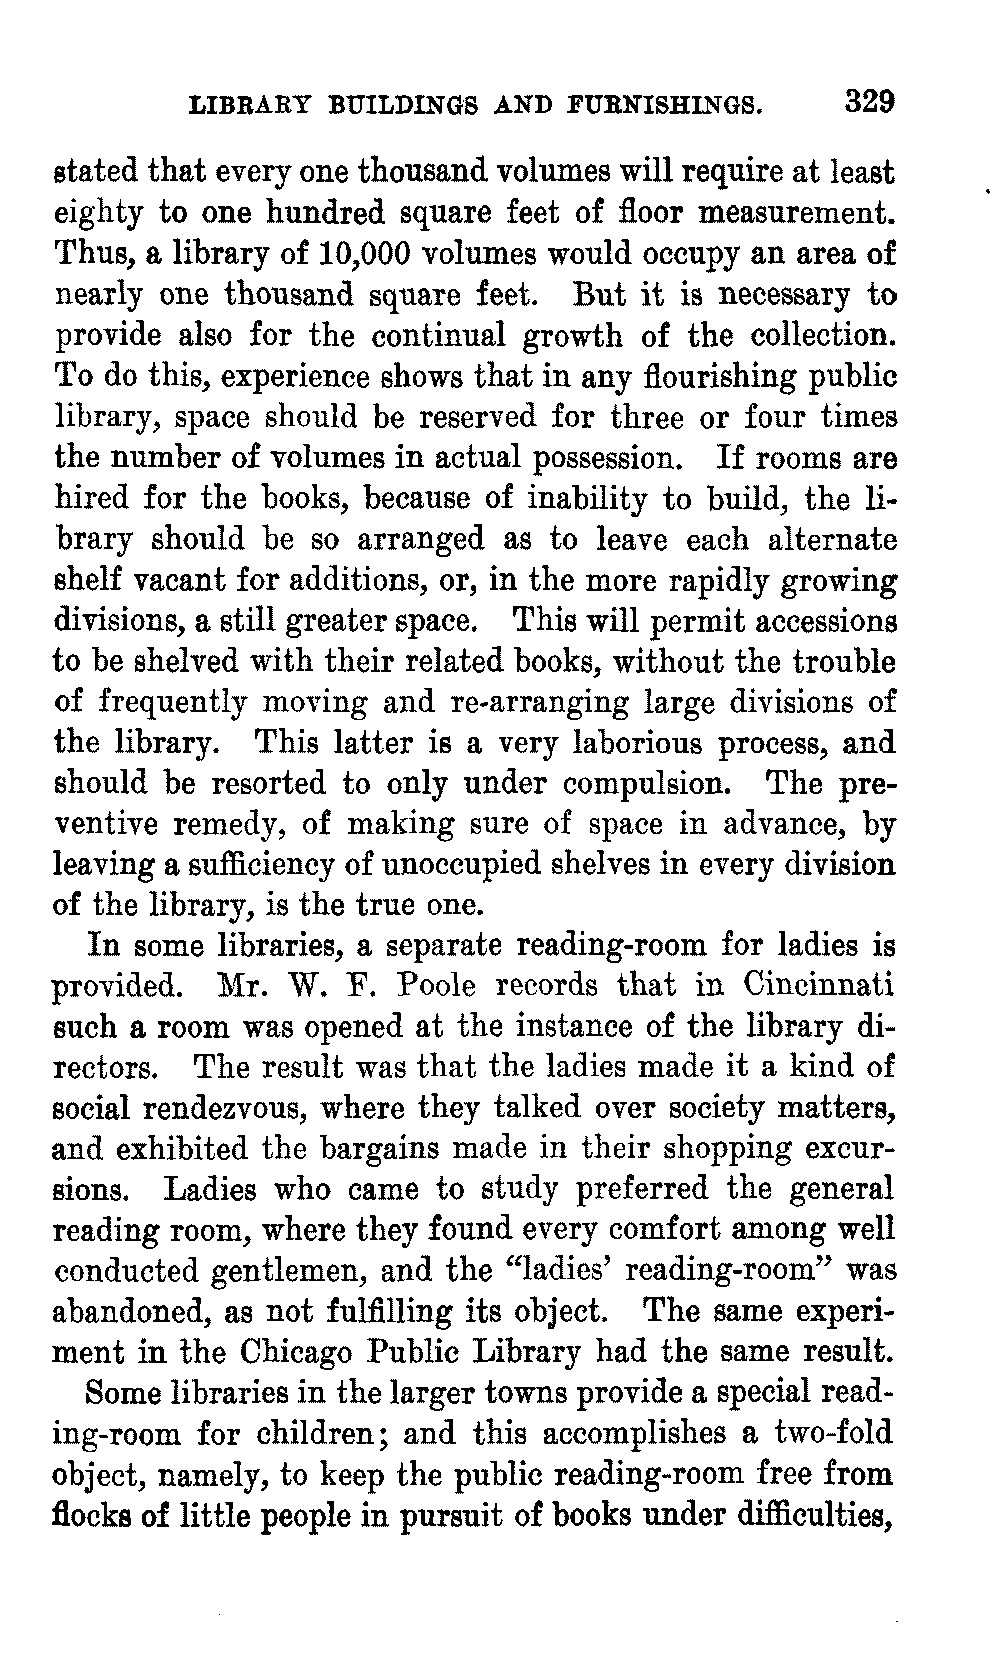 LIBRARY BUILDINGS AND FURNISHINGS. 329
stated that every one thousand volumes will require at least
eighty to one hundred square feet of floor measurement.
Thus, a library of 10,000 volumes would occupy an area of
nearly one thousand square feet. But it is necessary to
provide also for the continual growth of the collection.
To do this, experience shows that in any flourishing public
library, space should be reserved for three or four times
the number of volumes in actual possession. If rooms are
hired for the books, because of inability to build, the li-
brary should be so arranged as to leave each alternate
shelf vacant for additions, or, in the more rapidly growing
divisions, a still greater space. This will permit accessions
to be shelved with their related books, without the trouble
of frequently moving and re-arranging large divisions of
the library. This latter is a very laborious process, and
should be resorted to only under compulsion. The pre-
ventive remedy, of making sure of space in advance, by
leaving a sufficiency of unoccupied shelves in every division
of the library, is the true one.
In some libraries, a separate reading-room for ladies is
provided. Mr. W. F. Poole records that in Cincinnati
such a room was opened at the instance of the library di-
rectors. The result was that the ladies made it a kind of
social rendezvous, where they talked over society matters,
and exhibited the bargains made in their shopping excur-
sions. Ladies who came to study preferred the general
reading room, where they found every comfort among well
conducted gentlemen, and the “ladies’ reading-room” was
abandoned, as not fulfilling its object. The same experi-
ment in the Chicago Public Library had the same result.
Some libraries in the larger towns provide a special read-
ing-room for children; and this accomplishes a two-fold
object, namely, to keep the public reading-room free from
flocks of little people in pursuit of books under difficulties,